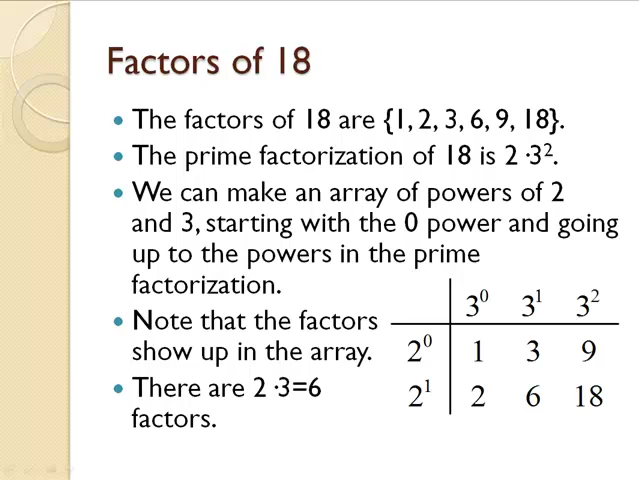 Factors of 18
• The factors of 18 are {1, 2, 3, 6, 9, 18}.
• The prime factorization of 18 is 2 ·3².
• We can make an array of powers of 2
and 3, starting with the 0 power and going
up to the powers in the prime
factorization.
• Note that the factors
show up in the array.
• There are 2 ·3=6
factors.
3⁰ 3¹ 3²
2⁰ 1 3 9
2¹ 2 6 18